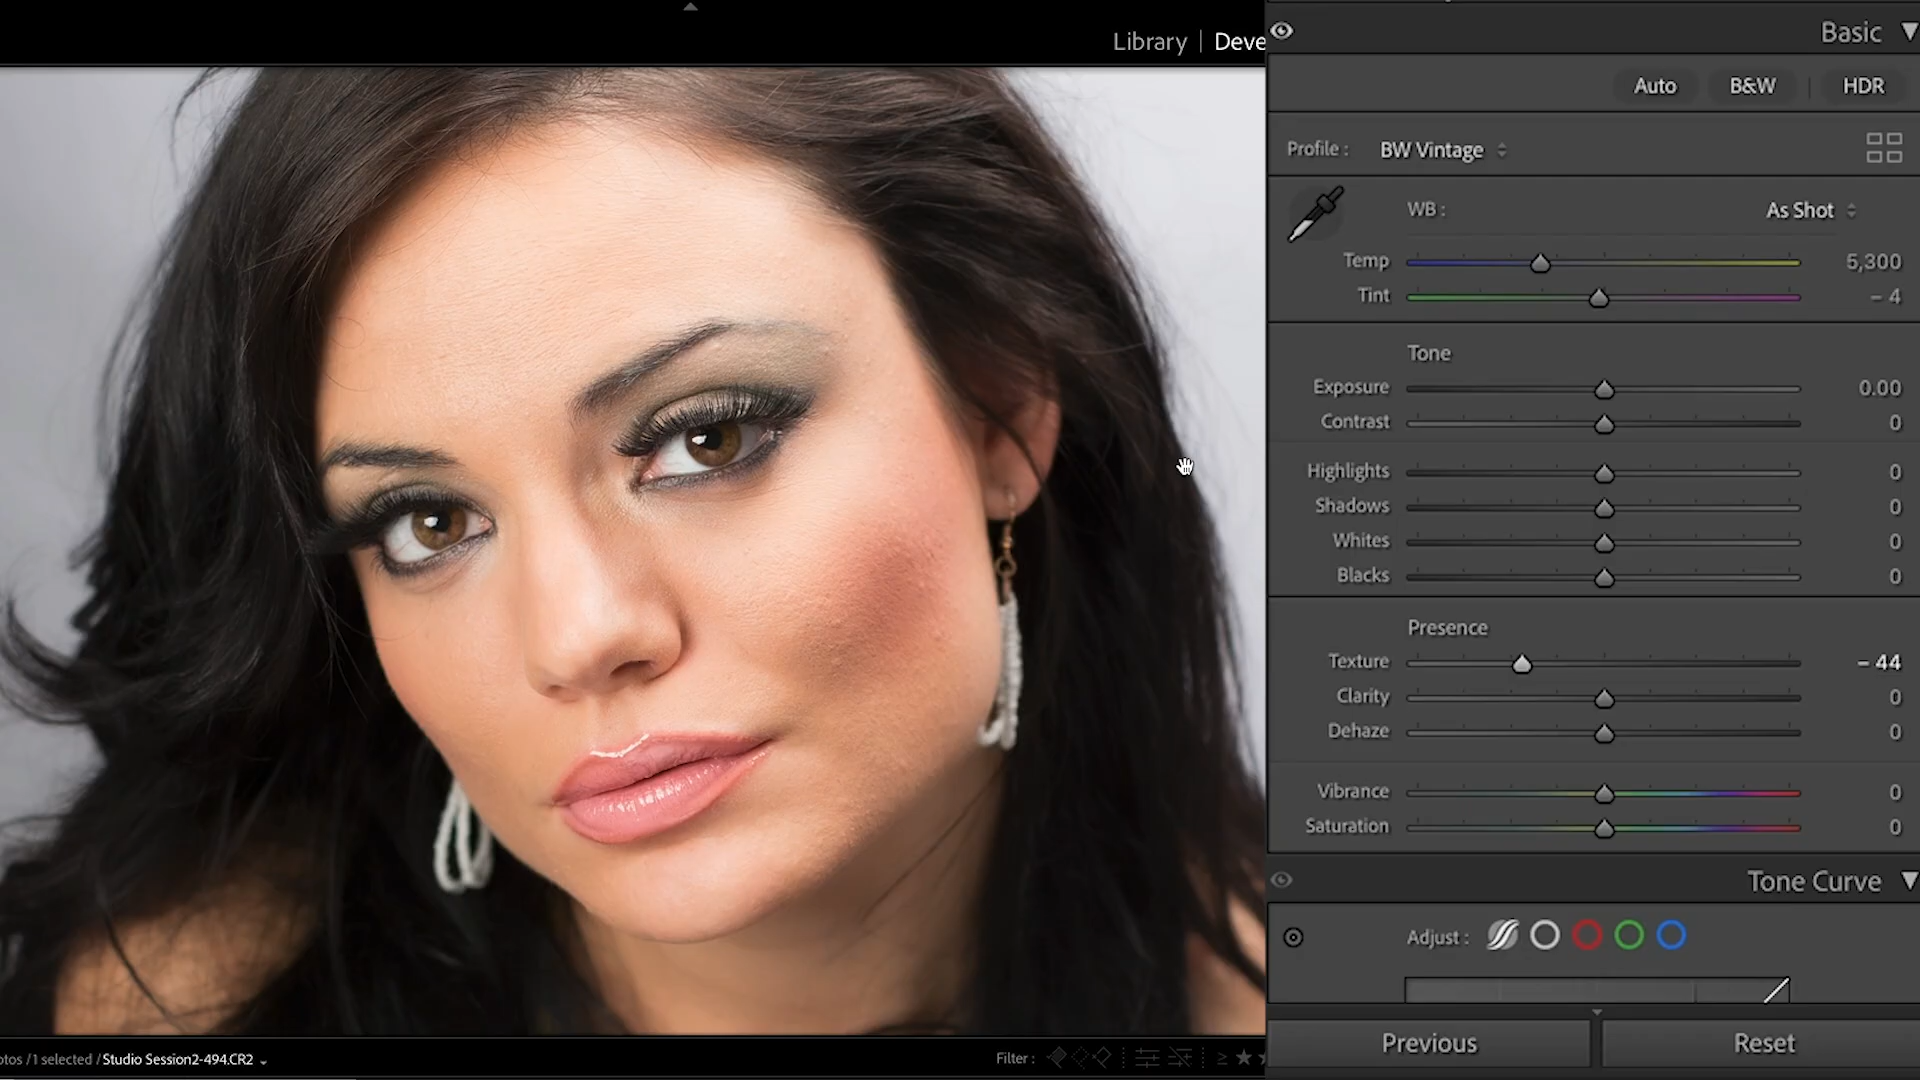 Library | Deve
Basic
Auto B&W HDR
Profile : BW Vintage
WB : As Shot
Temp 5,300
Tint – 4
Tone
Exposure 0.00
Contrast 0
Highlights 0
Shadows 0
Whites 0
Blacks 0
Presence
Texture – 44
Clarity 0
Dehaze 0
Vibrance 0
Saturation 0
Tone Curve
Adjust :
Previous Reset
otos / 1 selected / Studio Session2-494.CR2
Filter : ≥